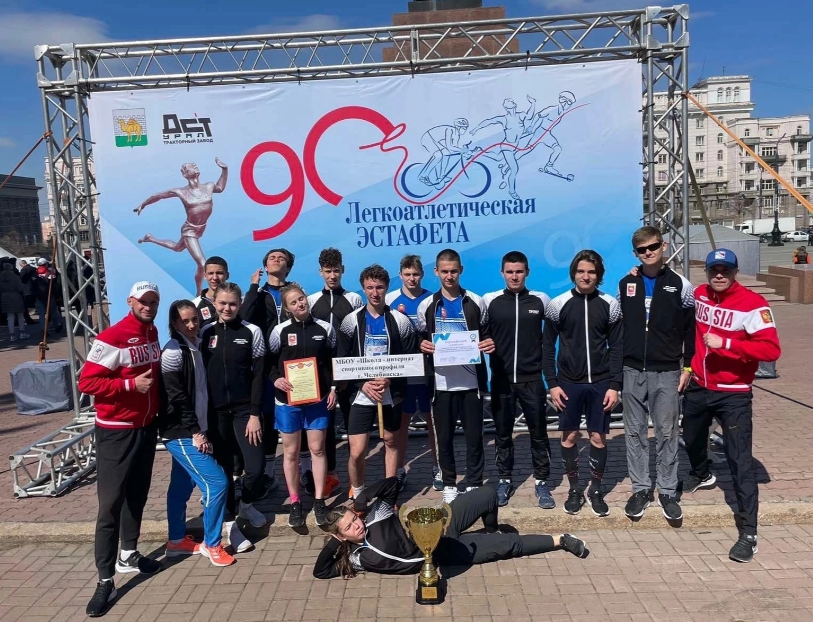 ДСТ
УРАЛ
ТРАКТОРНЫЙ ЗАВОД
90
Легкоатлетическая
ЭСТАФЕТА
RUSSIA
RUSSIA
МБОУ «Школа - интернат
спортивного профиля
г. Челябинска»